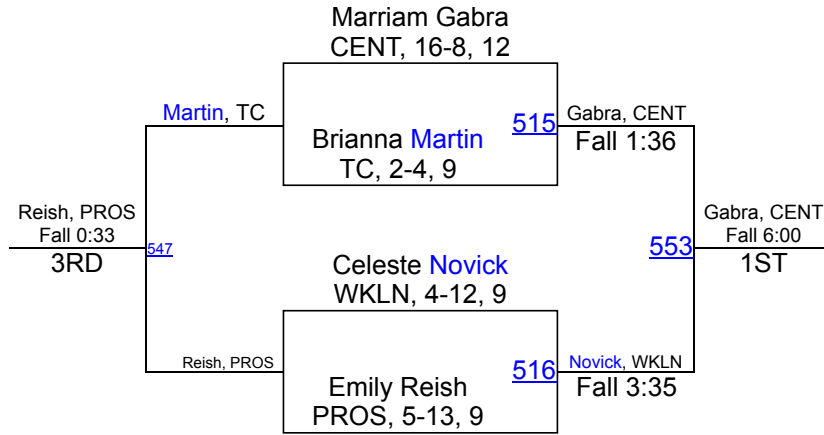 Marriam Gabra
CENT, 16-8, 12
Martin, TC
515
Gabra, CENT
Fall 1:36
Brianna Martin
TC, 2-4, 9
Reish, PROS
Fall 0:33
3RD
547
553
Gabra, CENT
Fall 6:00
1ST
Celeste Novick
WKLN, 4-12, 9
Reish, PROS
516
Novick, WKLN
Fall 3:35
Emily Reish
PROS, 5-13, 9